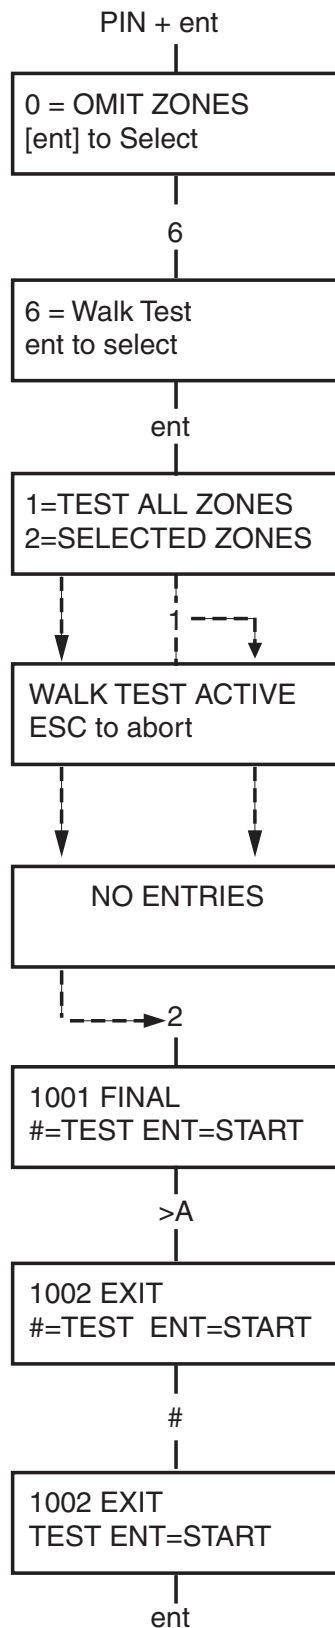 PIN + ent
0 = OMIT ZONES
[ent] to Select
6
6 = Walk Test
ent to select
ent
1=TEST ALL ZONES
2=SELECTED ZONES
1
WALK TEST ACTIVE
ESC to abort
NO ENTRIES
2
1001 FINAL
#=TEST ENT=START
>A
1002 EXIT
#=TEST ENT=START
#
1002 EXIT
TEST ENT=START
ent